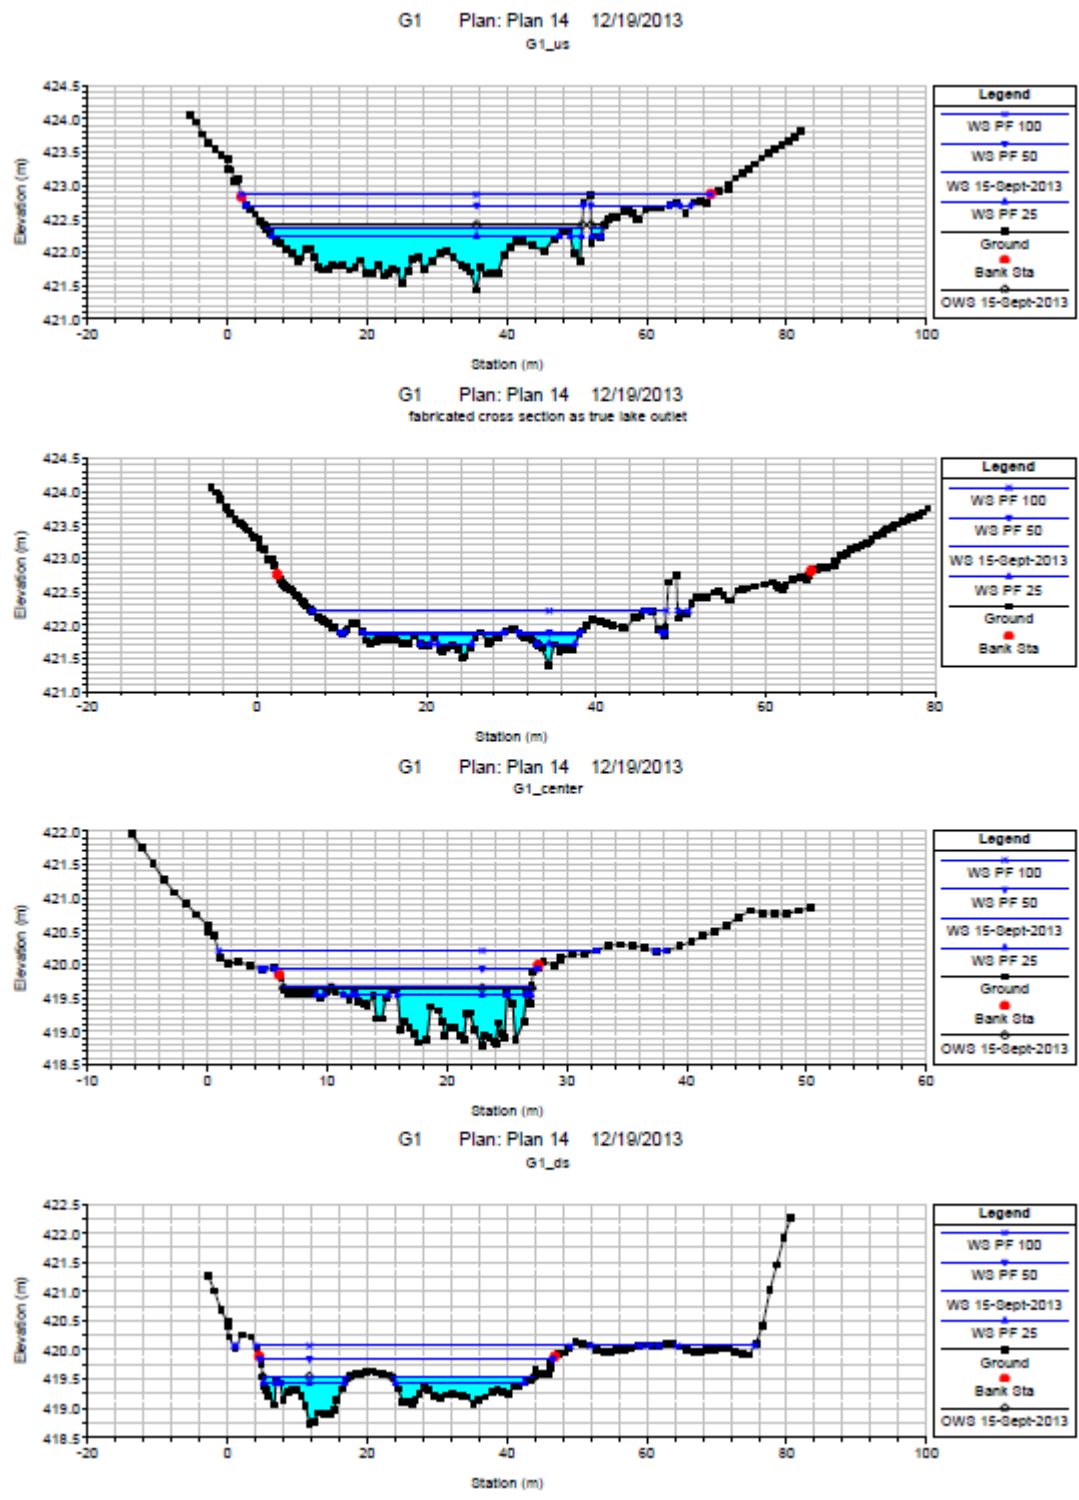 G1 Plan: Plan 14 12/19/2013
G1_us
424.5
424.0
423.5
423.0
422.5
422.0
421.5
421.0
Elevation (m)
-20 0 20 40 60 80 100
Station (m)
Legend
WS PF 100
WS PF 50
WS 15-Sept-2013
WS PF 25
Ground
Bank Sta
OWS 15-Sept-2013
G1 Plan: Plan 14 12/19/2013
fabricated cross section as true lake outlet
424.5
424.0
423.5
423.0
422.5
422.0
421.5
421.0
Elevation (m)
-20 0 20 40 60 80
Station (m)
Legend
WS PF 100
WS PF 50
WS 15-Sept-2013
WS PF 25
Ground
Bank Sta
G1 Plan: Plan 14 12/19/2013
G1_center
422.0
421.5
421.0
420.5
420.0
419.5
419.0
418.5
Elevation (m)
-10 0 10 20 30 40 50 60
Station (m)
Legend
WS PF 100
WS PF 50
WS 15-Sept-2013
WS PF 25
Ground
Bank Sta
OWS 15-Sept-2013
G1 Plan: Plan 14 12/19/2013
G1_ds
422.5
422.0
421.5
421.0
420.5
420.0
419.5
419.0
418.5
Elevation (m)
-20 0 20 40 60 80 100
Station (m)
Legend
WS PF 100
WS PF 50
WS 15-Sept-2013
WS PF 25
Ground
Bank Sta
OWS 15-Sept-2013